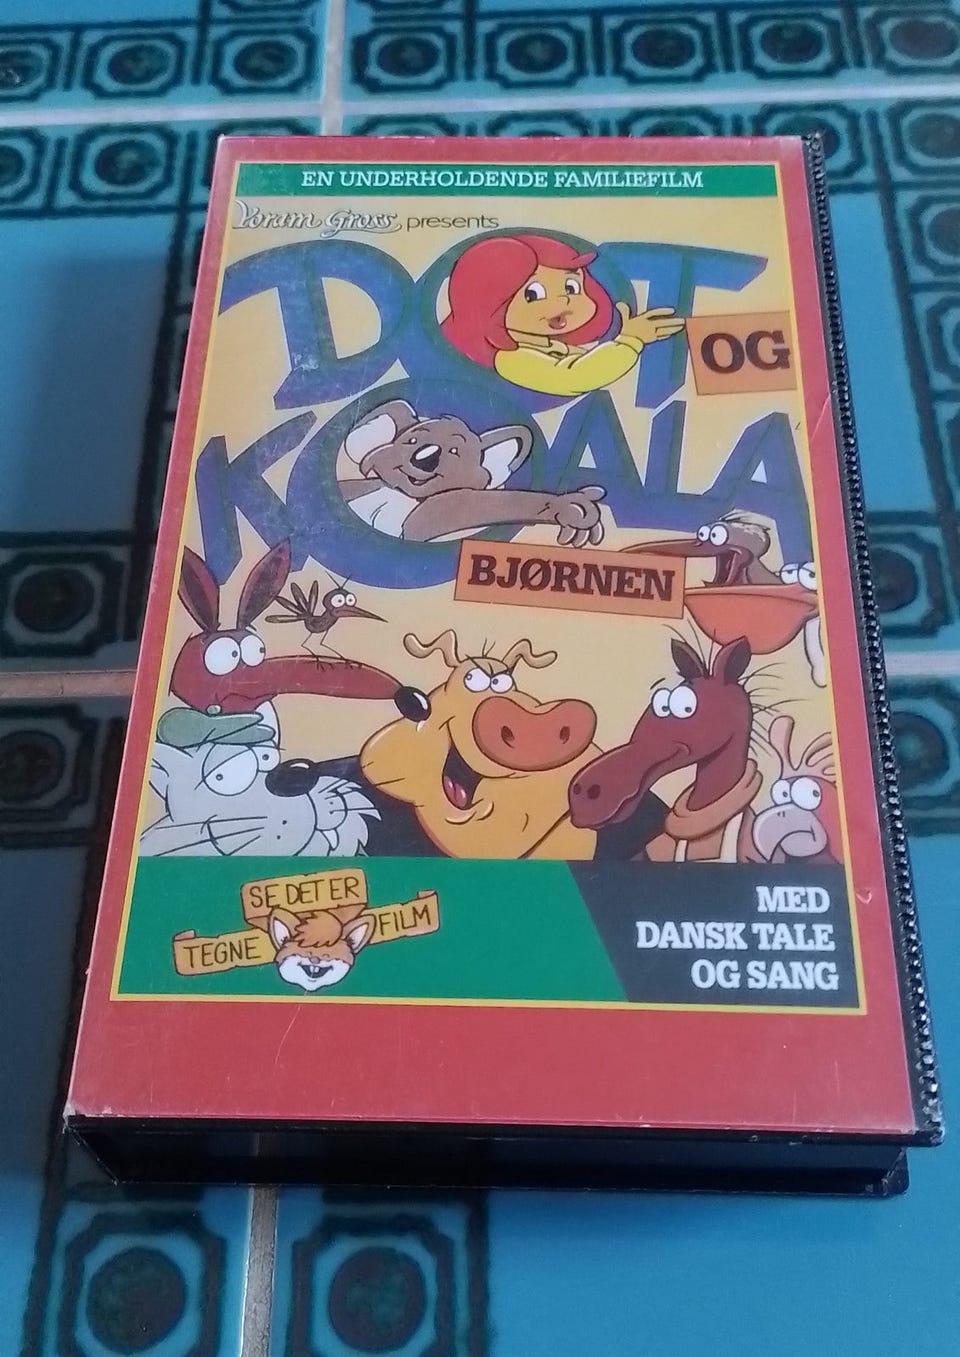 EN UNDERHOLDENDE FAMILIEFILM
Yoram Gross presents
DOT
OG
KOALA
BJØRNEN
SE DET ER
TEGNE FILM
MED
DANSK TALE
OG SANG